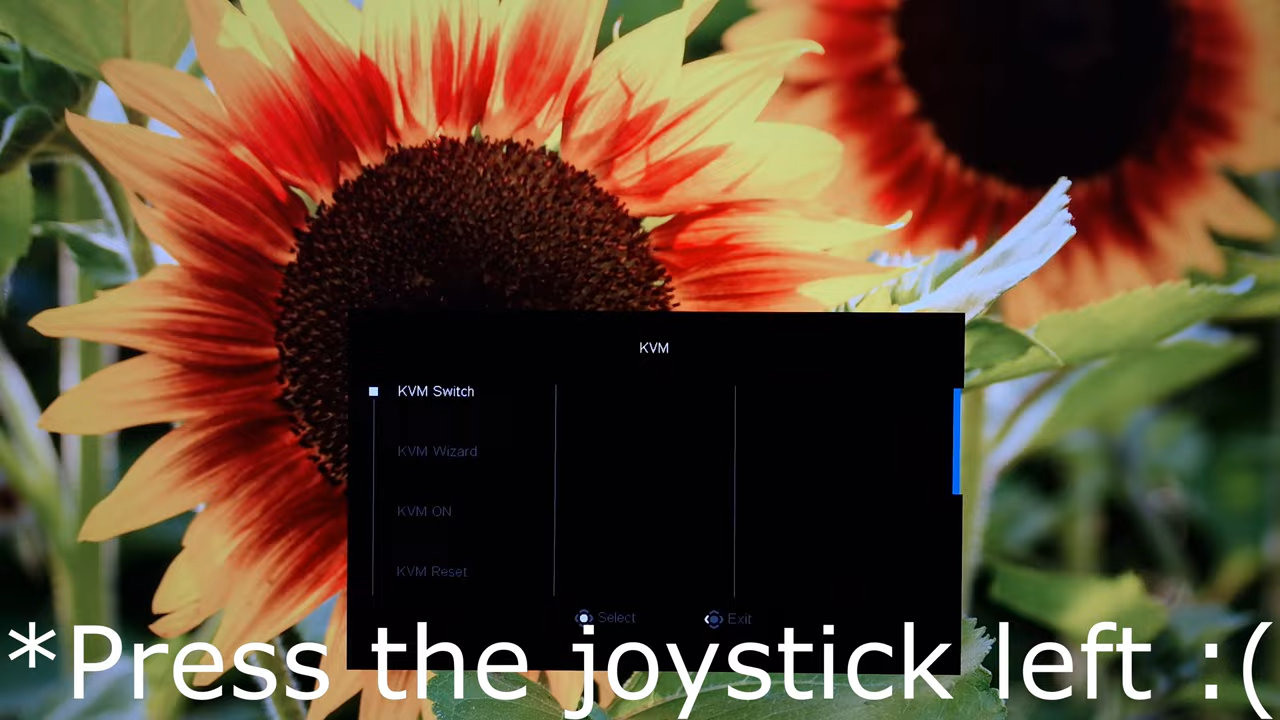 KVM
KVM Switch
KVM Wizard
KVM ON
KVM Reset
Select
Exit
*Press the joystick left :(